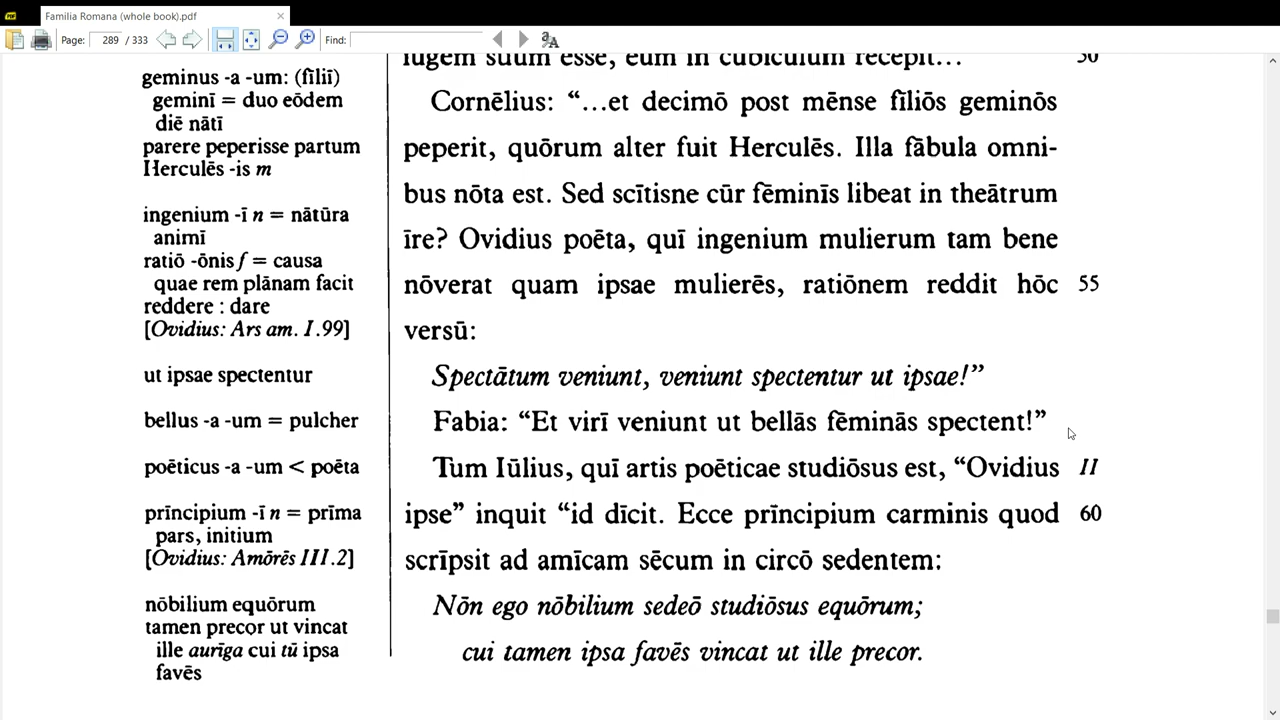 Familia Romana (whole book).pdf
Page: 289 / 333 Find:
geminus -a -um: (fīliī)
geminī = duo eōdem
diē nātī
parere peperisse partum
Herculēs -is m
ingenium -ī n = nātūra
animī
ratiō -ōnis f = causa
quae rem plānam facit
reddere : dare
[Ovidius: Ars am. I.99]
ut ipsae spectentur
bellus -a -um = pulcher
poēticus -a -um < poēta
prīncipium -ī n = prīma
pars, initium
[Ovidius: Amōrēs III.2]
nōbilium equōrum
tamen precor ut vincat
ille aurīga cui tū ipsa
favēs
iugem suum esse, eum in cubiculum recēpit… 50
Cornēlius: “…et decimō post mēnse fīliōs geminōs
peperit, quōrum alter fuit Herculēs. Illa fābula omni-
bus nōta est. Sed scītisne cūr fēminīs libeat in theātrum
īre? Ovidius poēta, quī ingenium mulierum tam bene
nōverat quam ipsae mulierēs, ratiōnem reddit hōc 55
versū:
Spectātum veniunt, veniunt spectentur ut ipsae!”
Fabia: “Et virī veniunt ut bellās fēminās spectent!”
Tum Iūlius, quī artis poēticae studiōsus est, “Ovidius II
ipse” inquit “id dīcit. Ecce prīncipium carminis quod 60
scrīpsit ad amīcam sēcum in circō sedentem:
Nōn ego nōbilium sedeō studiōsus equōrum;
cui tamen ipsa favēs vincat ut ille precor.